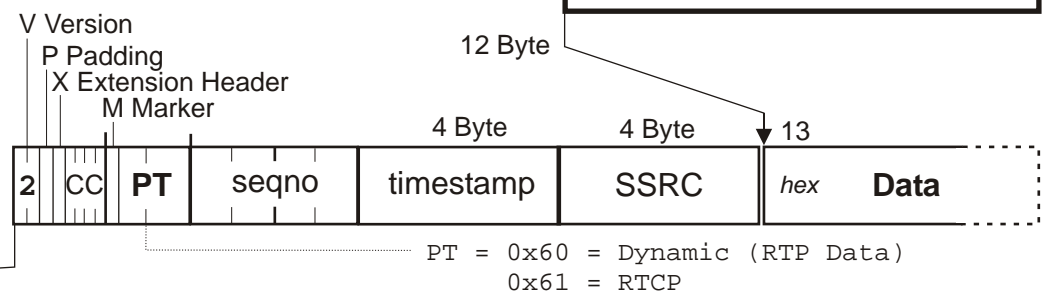 V Version
12 Byte
P Padding
X Extension Header
M Marker
4 Byte
4 Byte
13
2
CC
PT
seqno
timestamp
SSRC
hex
Data
PT = 0x60 = Dynamic (RTP Data)
0x61 = RTCP